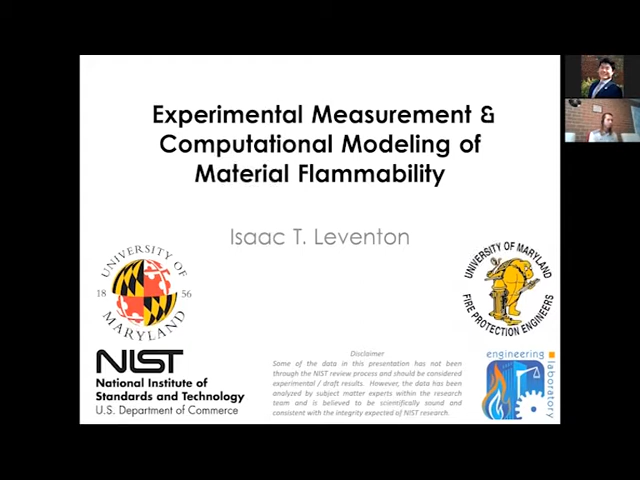 Experimental Measurement &
Computational Modeling of
Material Flammability
Isaac T. Leventon
UNIVERSITY OF
18 56
MARYLAND
UNIVERSITY OF MARYLAND
FIRE PROTECTION ENGINEERS
NIST
National Institute of
Standards and Technology
U.S. Department of Commerce
Disclaimer
Some of the data in this presentation has not been
through the NIST review process and should be considered
experimental / draft results. However, the data has been
analyzed by subject matter experts within the research
team and is believed to be scientifically sound and
consistent with the integrity expected of NIST research.
engineering
laboratory